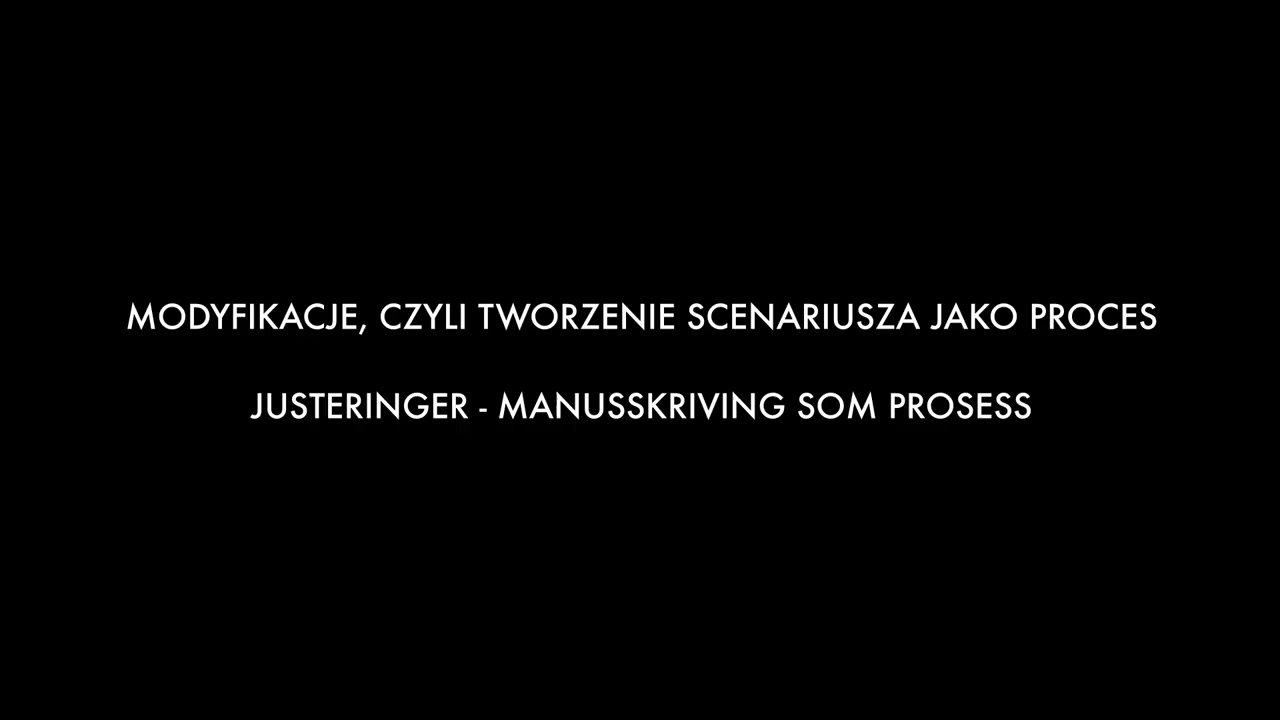 MODYFIKACJE, CZYLI TWORZENIE SCENARIUSZA JAKO PROCES
JUSTERINGER - MANUSSKRIVING SOM PROSESS